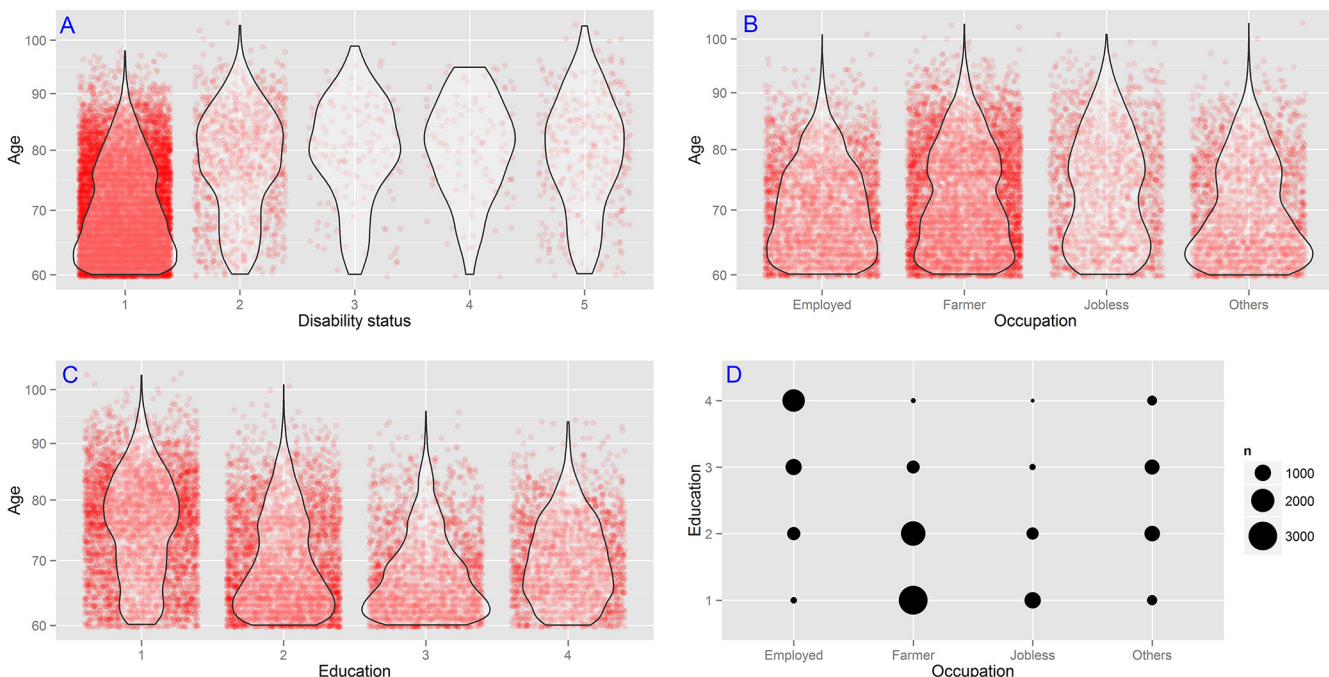 A
100
90
80
70
60
Age
1 2 3 4 5
Disability status
B
100
90
80
70
60
Age
Employed Farmer Jobless Others
Occupation
C
100
90
80
70
60
Age
1 2 3 4
Education
D
4
3
2
1
Education
Employed Farmer Jobless Others
Occupation
n
1000
2000
3000